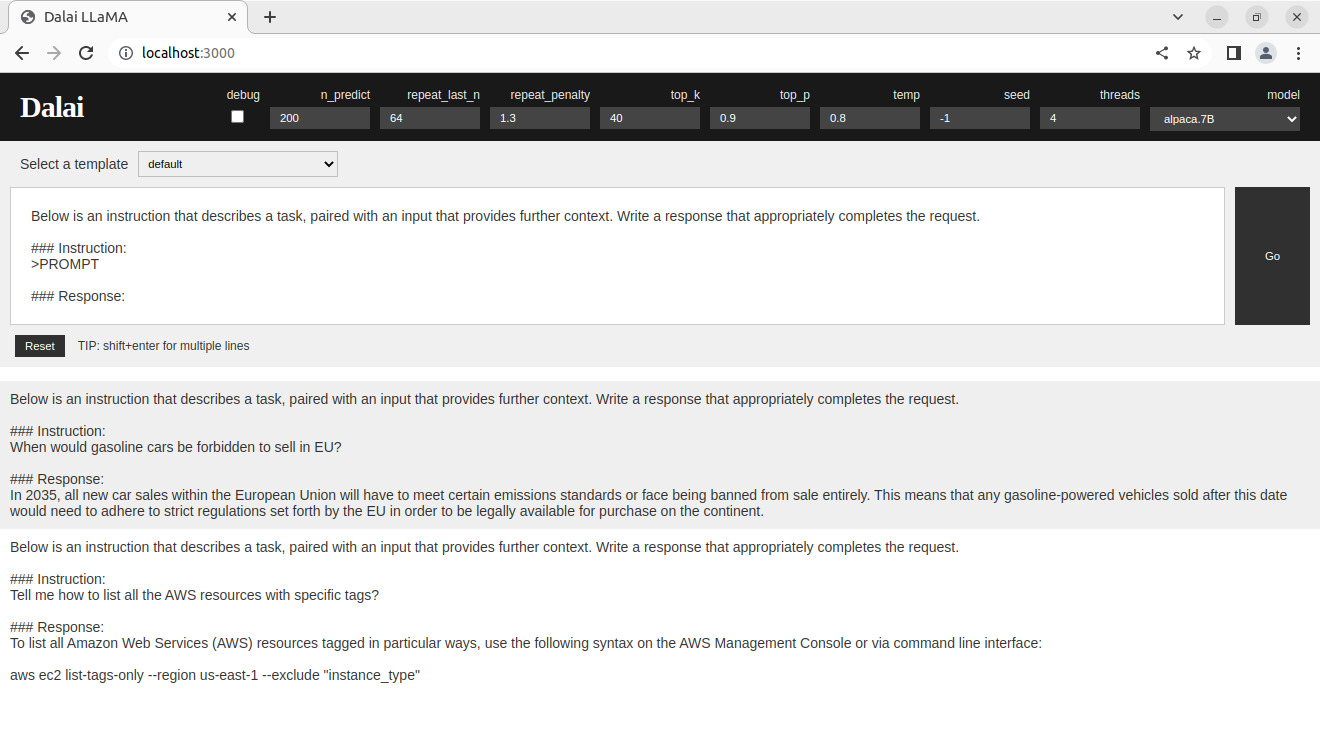 Dalai LLaMA
localhost:3000
Dalai
debug n_predict repeat_last_n repeat_penalty top_k top_p temp seed threads model
200 64 1.3 40 0.9 0.8 -1 4 alpaca.7B
Select a template default
Below is an instruction that describes a task, paired with an input that provides further context. Write a response that appropriately completes the request.
### Instruction:
>PROMPT
### Response:
Go
Reset TIP: shift+enter for multiple lines
Below is an instruction that describes a task, paired with an input that provides further context. Write a response that appropriately completes the request.
### Instruction:
When would gasoline cars be forbidden to sell in EU?
### Response:
In 2035, all new car sales within the European Union will have to meet certain emissions standards or face being banned from sale entirely. This means that any gasoline-powered vehicles sold after this date
would need to adhere to strict regulations set forth by the EU in order to be legally available for purchase on the continent.
Below is an instruction that describes a task, paired with an input that provides further context. Write a response that appropriately completes the request.
### Instruction:
Tell me how to list all the AWS resources with specific tags?
### Response:
To list all Amazon Web Services (AWS) resources tagged in particular ways, use the following syntax on the AWS Management Console or via command line interface:
aws ec2 list-tags-only --region us-east-1 --exclude "instance_type"